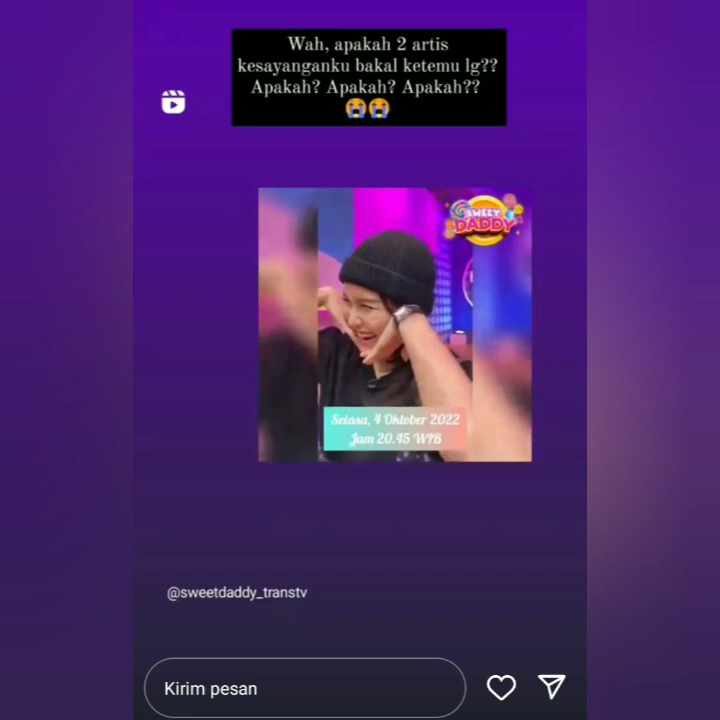 Wah, apakah 2 artis
kesayanganku bakal ketemu lg??
Apakah? Apakah? Apakah??
😭😭
SWEET
DADDY
Selasa, 4 Oktober 2022
Jam 20.45 WIB
@sweetdaddy_transtv
Kirim pesan